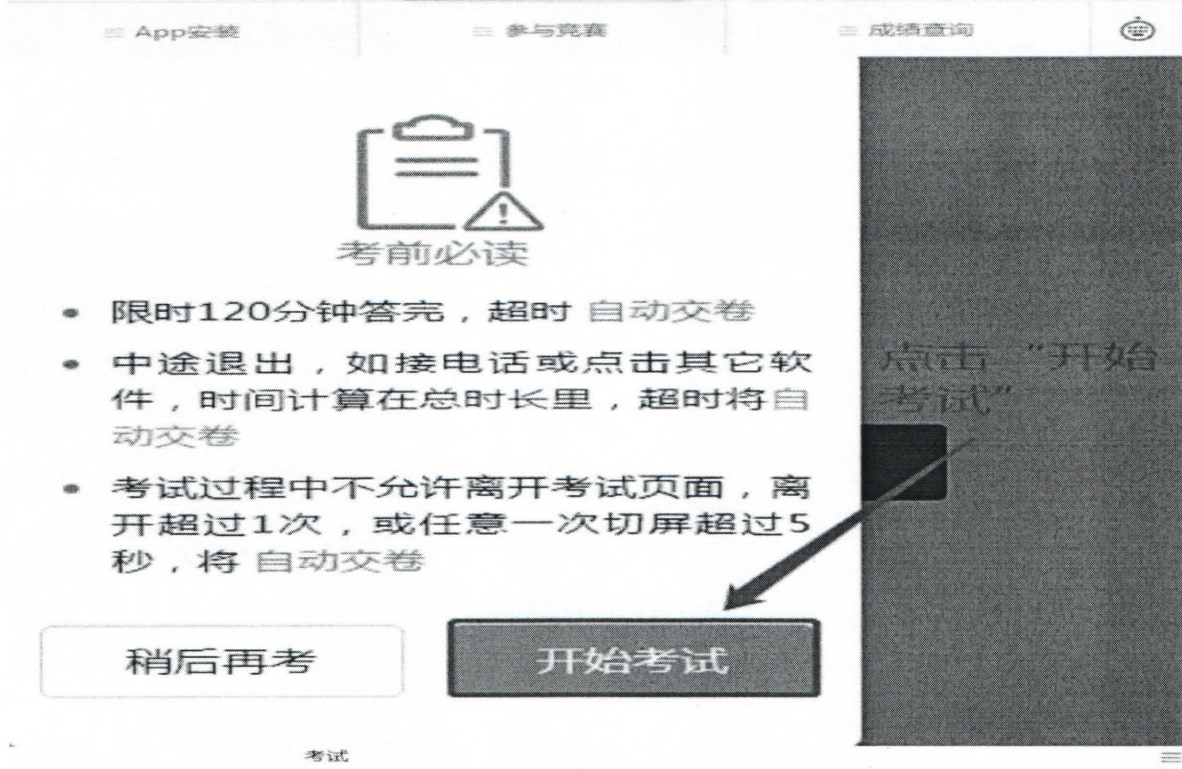 App安装
参与竞赛
成绩查询
考前必读
限时120分钟答完，超时 自动交卷
中途退出，如接电话或点击其它软
件，时间计算在总时长里，超时将自
动交卷
考试过程中不允许离开考试页面，离
开超过1次，或任意一次切屏超过5
秒，将 自动交卷
点击 “开始
考试”
稍后再考
开始考试
考试